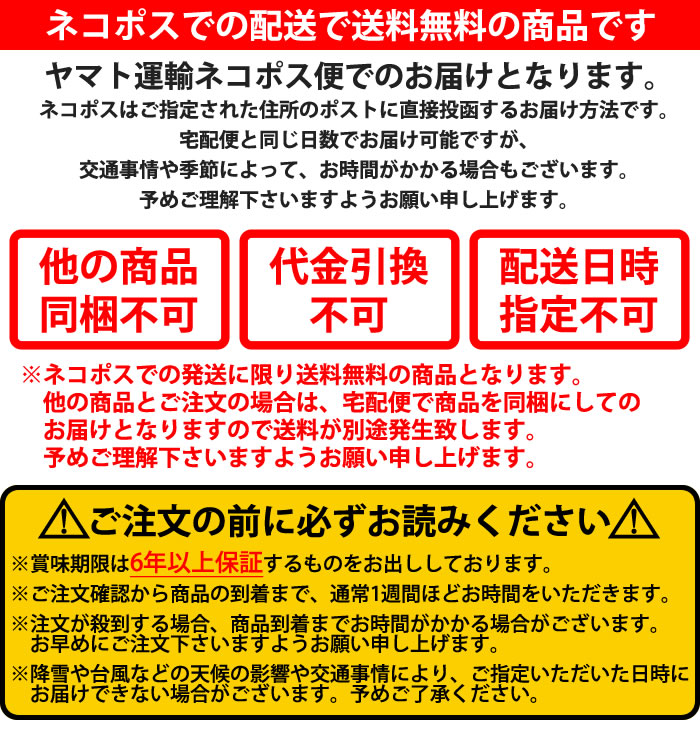 ネコポスでの配送で送料無料の商品です
ヤマト運輸ネコポス便でのお届けとなります。
ネコポスはご指定された住所のポストに直接投函するお届け方法です。
宅配便と同じ日数でお届け可能ですが、
交通事情や季節によって、お時間がかかる場合もございます。
予めご理解下さいますようお願い申し上げます。
他の商品
同梱不可
代金引換
不可
配送日時
指定不可
※ネコポスでの発送に限り送料無料の商品となります。
他の商品とご注文の場合は、宅配便で商品を同梱にしての
お届けとなりますので送料が別途発生致します。
予めご理解下さいますようお願い申し上げます。
⚠ご注文の前に必ずお読みください⚠
※賞味期限は6年以上保証するものをお出ししております。
※ご注文確認から商品の到着まで、通常1週間ほどお時間をいただきます。
※注文が殺到する場合、商品到着までお時間がかかる場合がございます。
お早めにご注文下さいますようお願い申し上げます。
※降雪や台風などの天候の影響や交通事情により、ご指定いただいた日時に
お届けできない場合がございます。予めご了承ください。